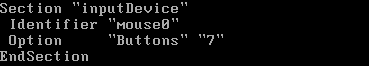 Section "inputDevice"
Identifier "mouse0"
Option "Buttons" "7"
EndSection